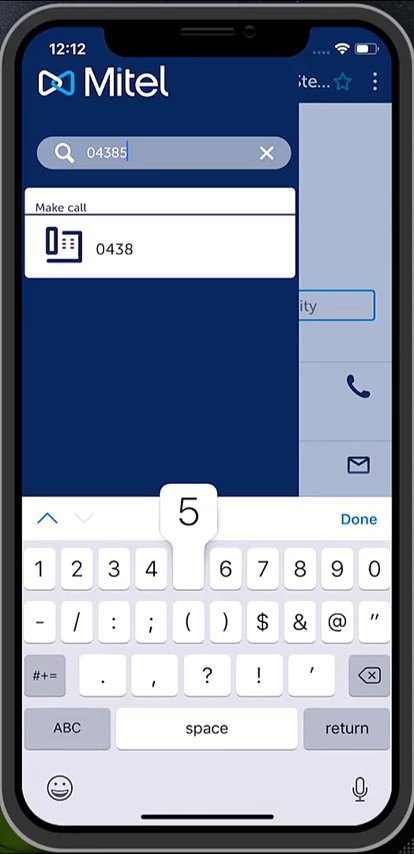 12:12
Mitel
Ste...
04385
Make call
0438
ity
5
Done
1 2 3 4 6 7 8 9 0
- / : ; ( ) $ & @ "
#+= . , ? ! '
ABC space return